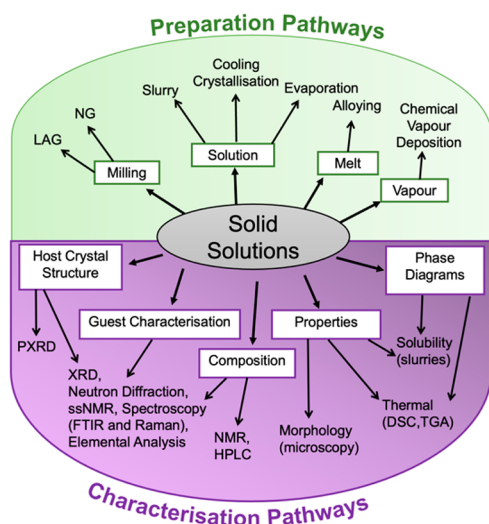 Preparation Pathways
Cooling
Crystallisation
Slurry
Evaporation
NG
Alloying
Chemical
Vapour
Deposition
LAG
Solution
Melt
Milling
Vapour
Solid
Solutions
Host Crystal
Structure
Phase
Diagrams
Guest Characterisation
Properties
PXRD
Composition
Solubility
(slurries)
XRD,
Neutron Diffraction,
ssNMR, Spectroscopy
(FTIR and Raman),
Elemental Analysis
NMR,
HPLC
Morphology
(microscopy)
Thermal
(DSC,TGA)
Characterisation Pathways